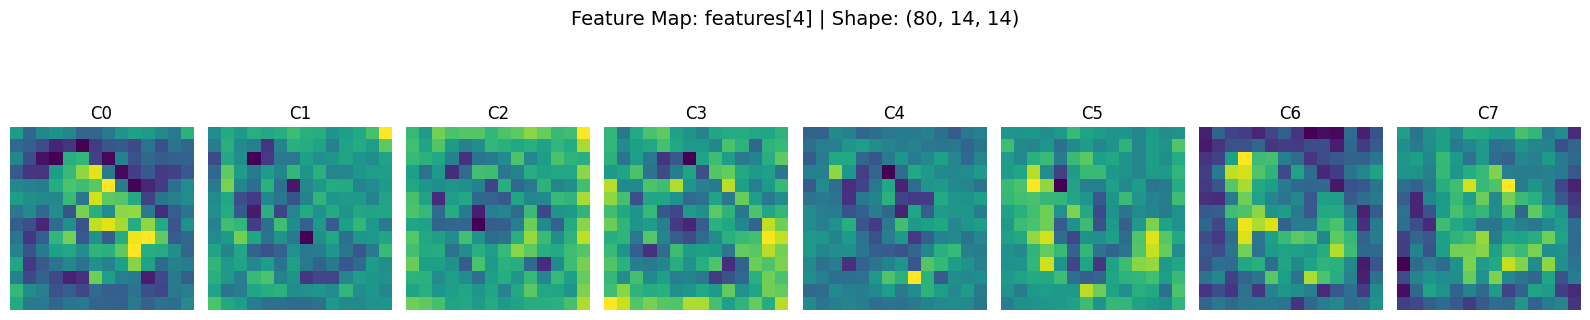 Feature Map: features[4] | Shape: (80, 14, 14)
C0 C1 C2 C3 C4 C5 C6 C7